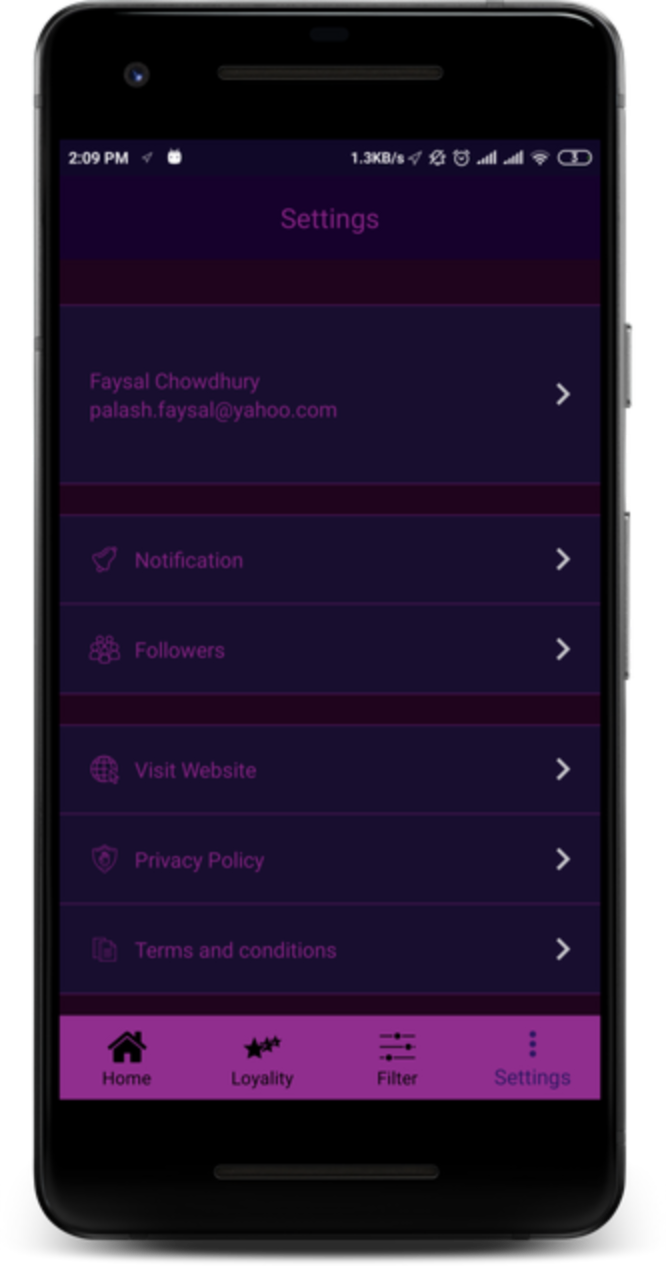 2:09 PM
1.3KB/s
3
Settings
Faysal Chowdhury
palash.faysal@yahoo.com
Notification
Followers
Visit Website
Privacy Policy
Terms and conditions
Home
Loyality
Filter
Settings